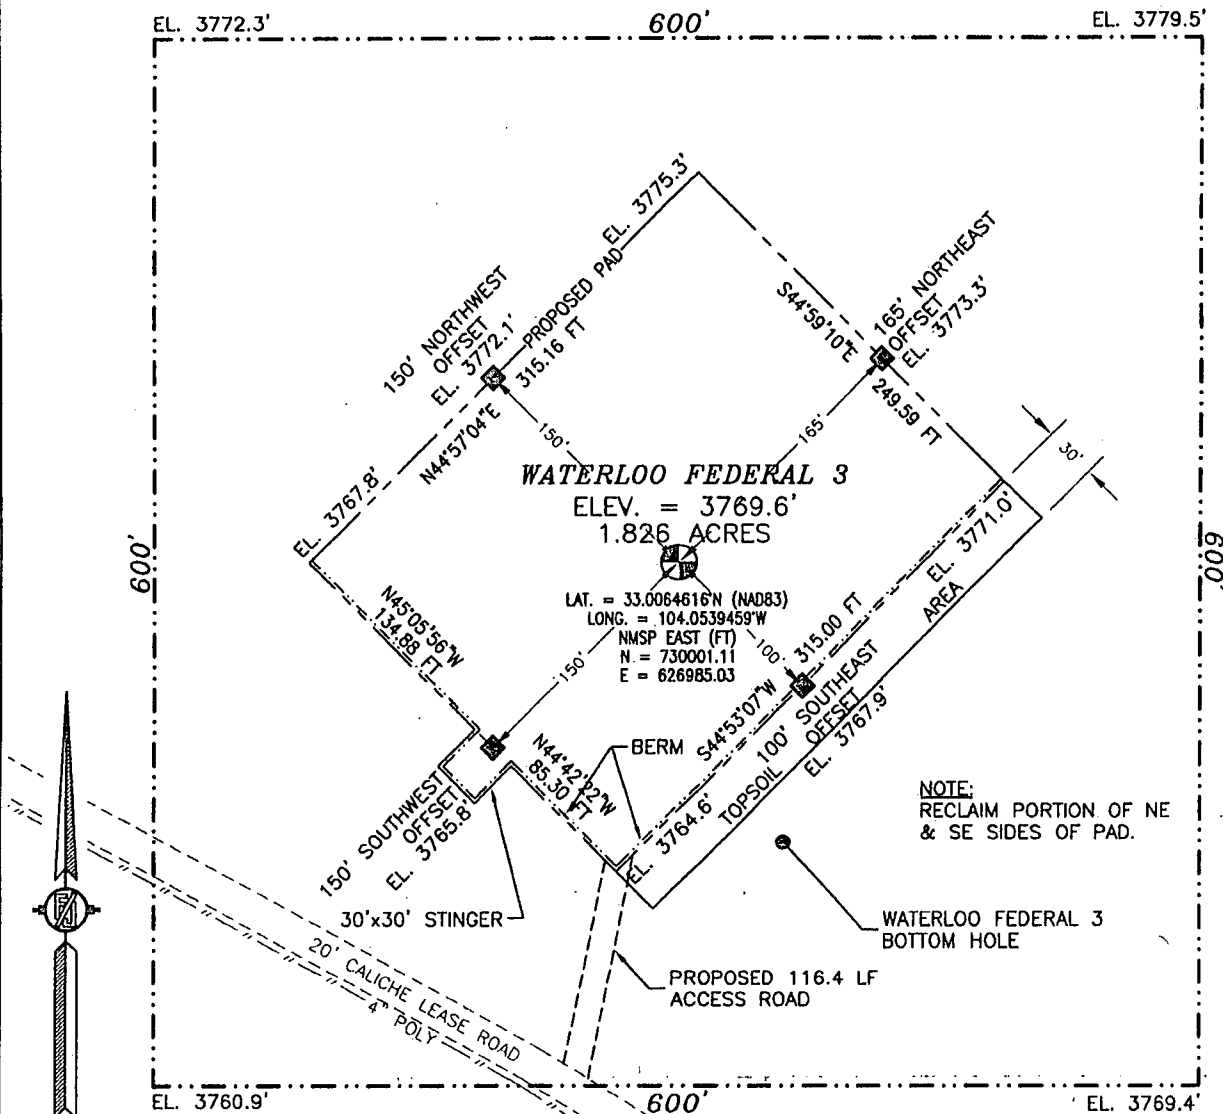 EL. 3772.3'
600'
EL. 3779.5'
EL. 3775.3'
PROPOSED PAD
315.16 FT
150' NORTHWEST
OFFSET
EL. 3772.1'
N44°57'04"E
EL. 3767.8'
S44°59'10"E
249.59 FT
165' NORTHEAST
OFFSET
EL. 3773.3'
30'
150'
165'
WATERLOO FEDERAL 3
ELEV. = 3769.6'
1.826 ACRES
600'
600'
LAT. = 33.0064616°N (NAD83)
LONG. = 104.0539459°W
NMSP EAST (FT)
N = 730001.11
E = 626985.03
EL. 3771.0'
N45°05'56"W
134.88 FT
150'
100'
315.00 FT
S44°53'07"W
100' SOUTHEAST
OFFSET
EL. 3767.9'
TOPSOIL AREA
BERM
N44°42'22"W
85.30 FT
EL. 3764.6'
150' SOUTHWEST
OFFSET
EL. 3765.8'
NOTE:
RECLAIM PORTION OF NE
& SE SIDES OF PAD.
30'x30' STINGER
WATERLOO FEDERAL 3
BOTTOM HOLE
PROPOSED 116.4 LF
ACCESS ROAD
20' CALICHE LEASE ROAD
4" POLY
EL. 3760.9'
600'
EL. 3769.4'